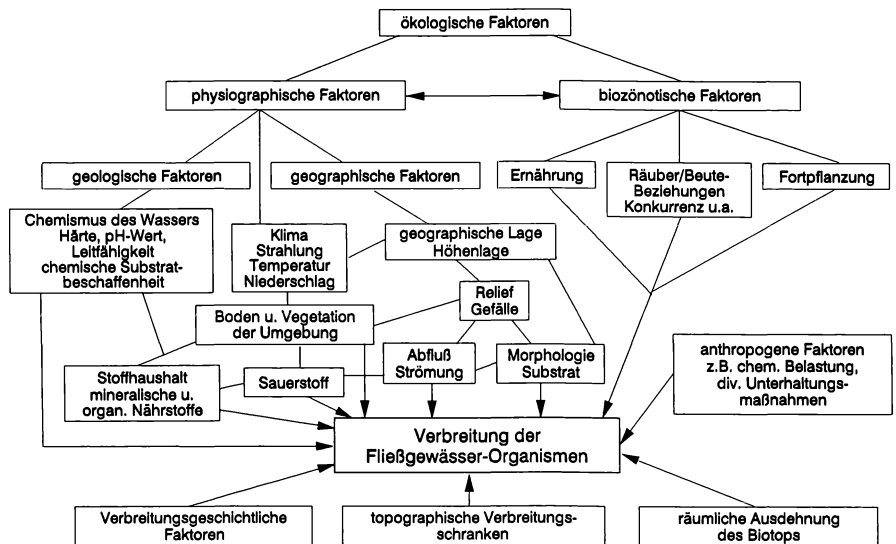 ökologische Faktoren
physiographische Faktoren
biozönotische Faktoren
geologische Faktoren
geographische Faktoren
Ernährung
Räuber/Beute-
Beziehungen
Konkurrenz u.a.
Fortpflanzung
Chemismus des Wassers
Härte, pH-Wert,
Leitfähigkeit
chemische Substrat-
beschaffenheit
Klima
Strahlung
Temperatur
Niederschlag
geographische Lage
Höhenlage
Relief
Gefälle
Boden u. Vegetation
der Umgebung
Stoffhaushalt
mineralische u.
organ. Nährstoffe
Sauerstoff
Abfluß
Strömung
Morphologie
Substrat
anthropogene Faktoren
z.B. chem. Belastung,
div. Unterhaltungs-
maßnahmen
Verbreitung der
Fließgewässer-Organismen
Verbreitungsgeschichtliche
Faktoren
topographische Verbreitungs-
schranken
räumliche Ausdehnung
des Biotops